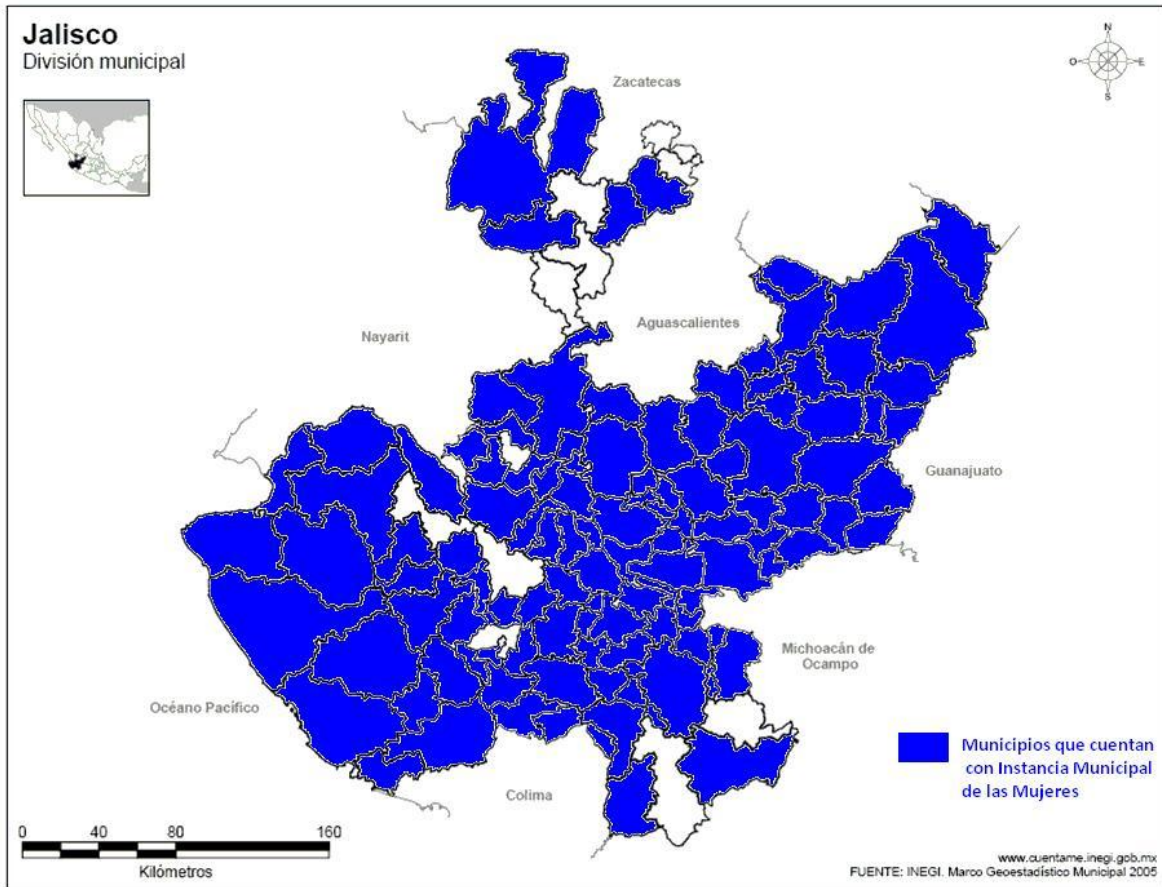 Jalisco
División municipal
N
O
E
S
Zacatecas
Nayarit
Aguascalientes
Guanajuato
Michoacán de
Ocampo
Océano Pacífico
Colima
Municipios que cuentan
con Instancia Municipal
de las Mujeres
0 40 80 160
Kilómetros
www.cuentame.inegi.gob.mx
FUENTE: INEGI. Marco Geoestadístico Municipal 2005